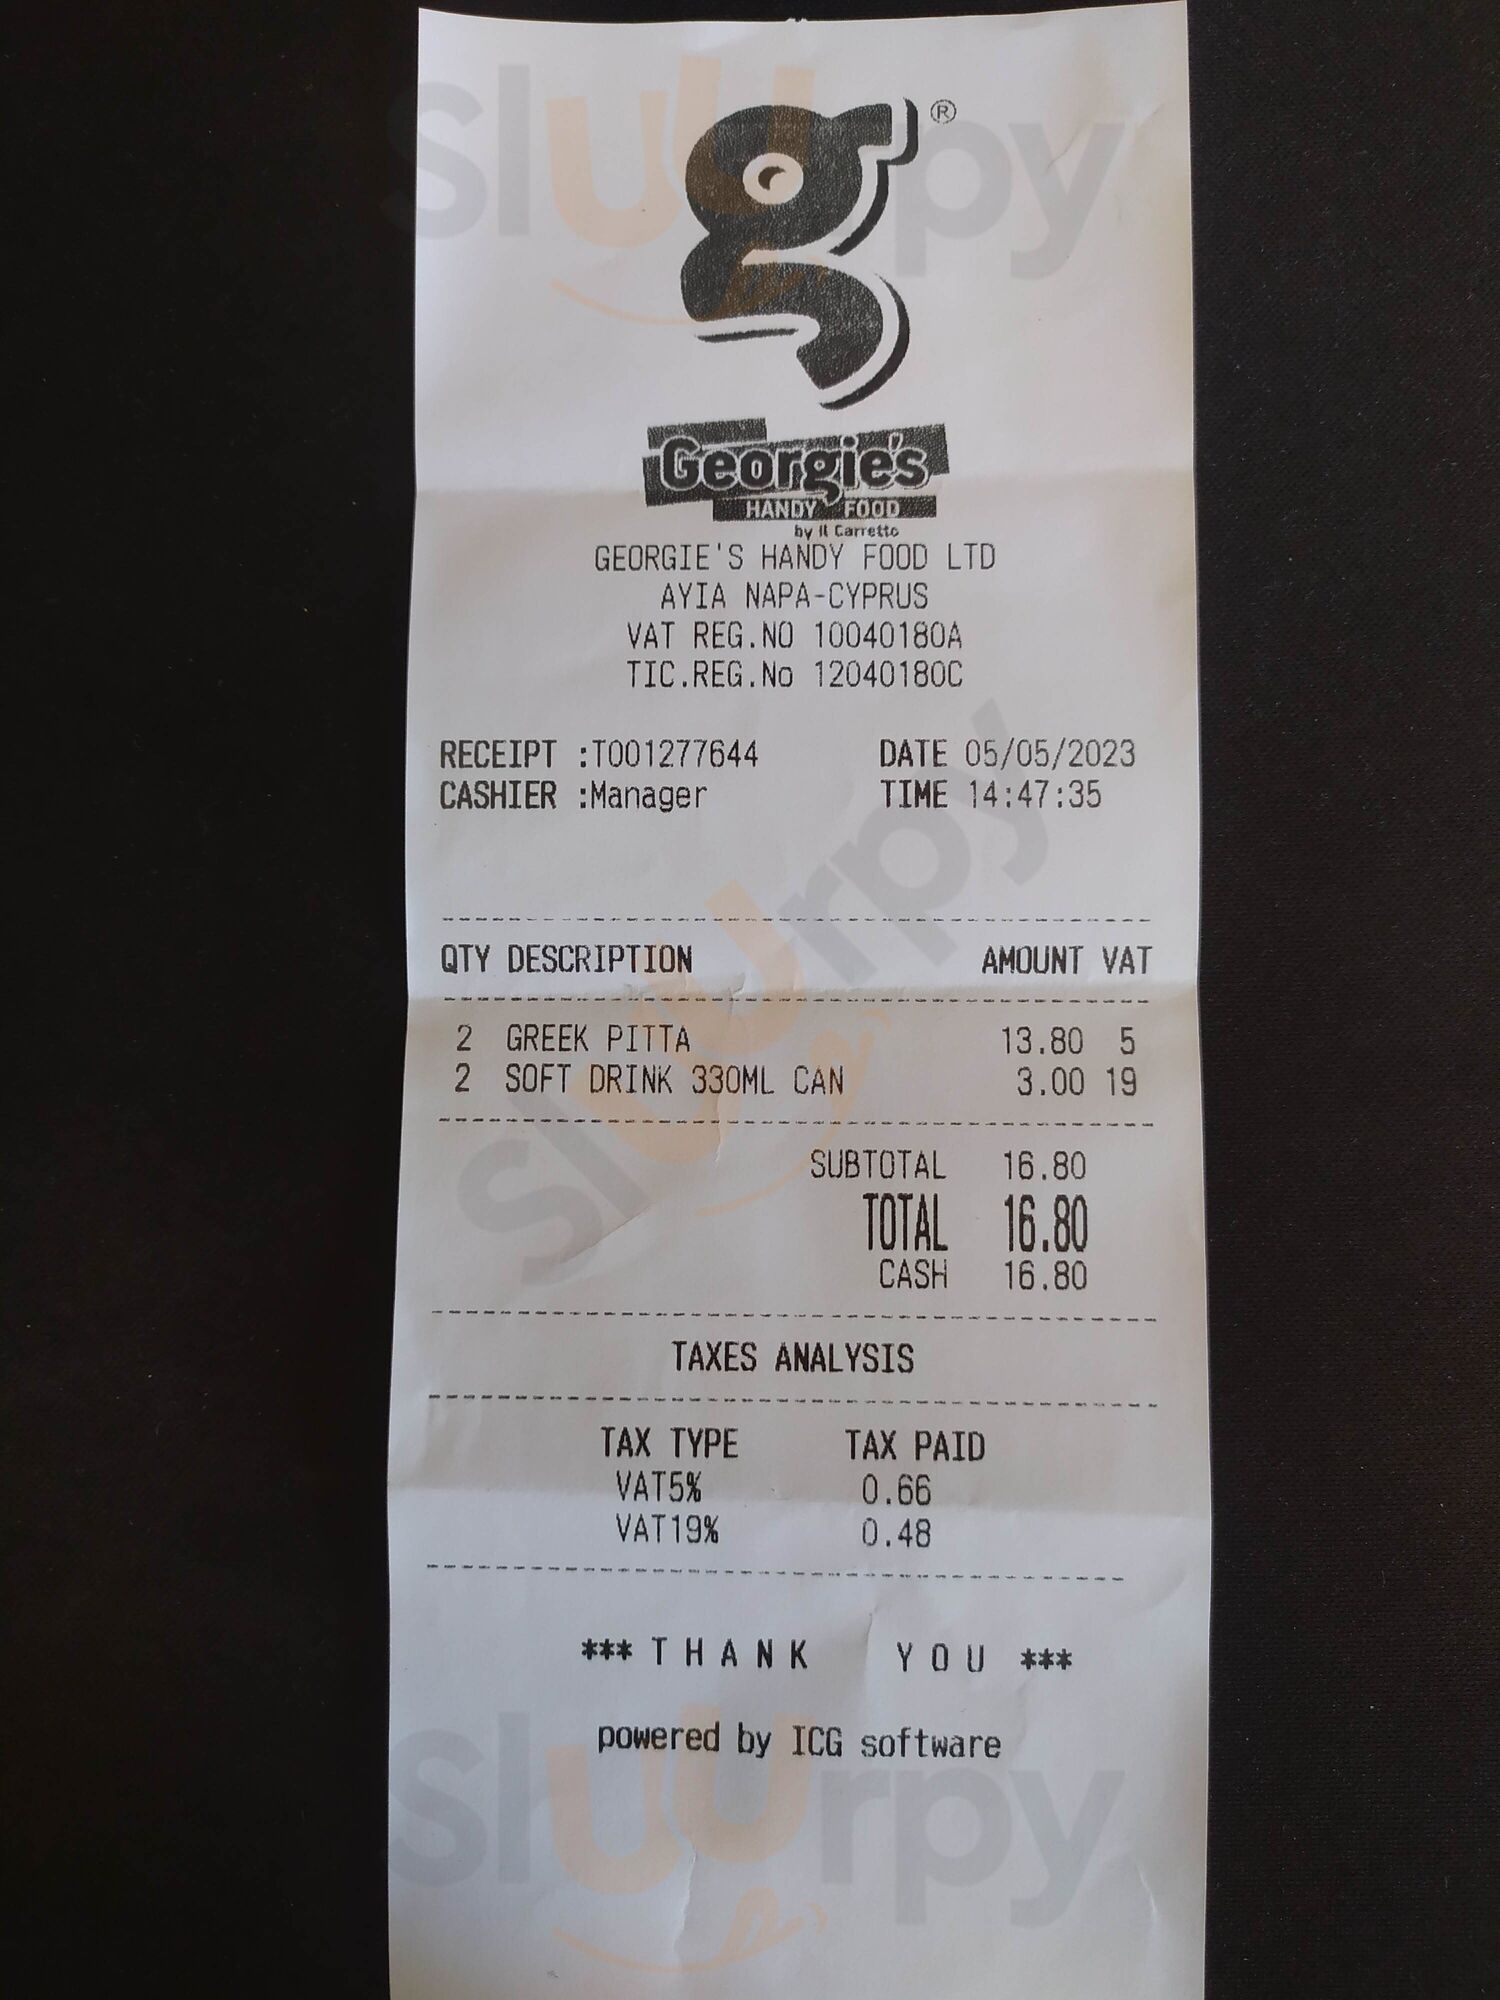 ®
Georgie's
HANDY FOOD
by Il Carretto
GEORGIE'S HANDY FOOD LTD
AYIA NAPA-CYPRUS
VAT REG.NO 10040180A
TIC.REG.No 12040180C
RECEIPT :T001277644 DATE 05/05/2023
CASHIER :Manager TIME 14:47:35
QTY DESCRIPTION AMOUNT VAT
2 GREEK PITTA 13.80 5
2 SOFT DRINK 330ML CAN 3.00 19
SUBTOTAL 16.80
TOTAL 16.80
CASH 16.80
TAXES ANALYSIS
TAX TYPE TAX PAID
VAT5% 0.66
VAT19% 0.48
*** T H A N K Y O U ***
powered by ICG software
Sluurpy
Sluurpy
Sluurpy